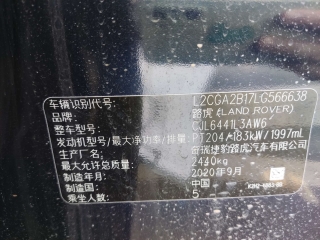 车辆识别代号: L2CGA2B17LG566638
品牌: 路虎(LAND ROVER)
整车型号: CJL6441L3AW6
发动机型号/最大净功率/排量: PT204/183kW/1997mL
生产厂名: 奇瑞捷豹路虎汽车有限公司
最大允许总质量: 2440kg
生产年月: 2020年9月
制造国: 中国
乘坐人数: 5